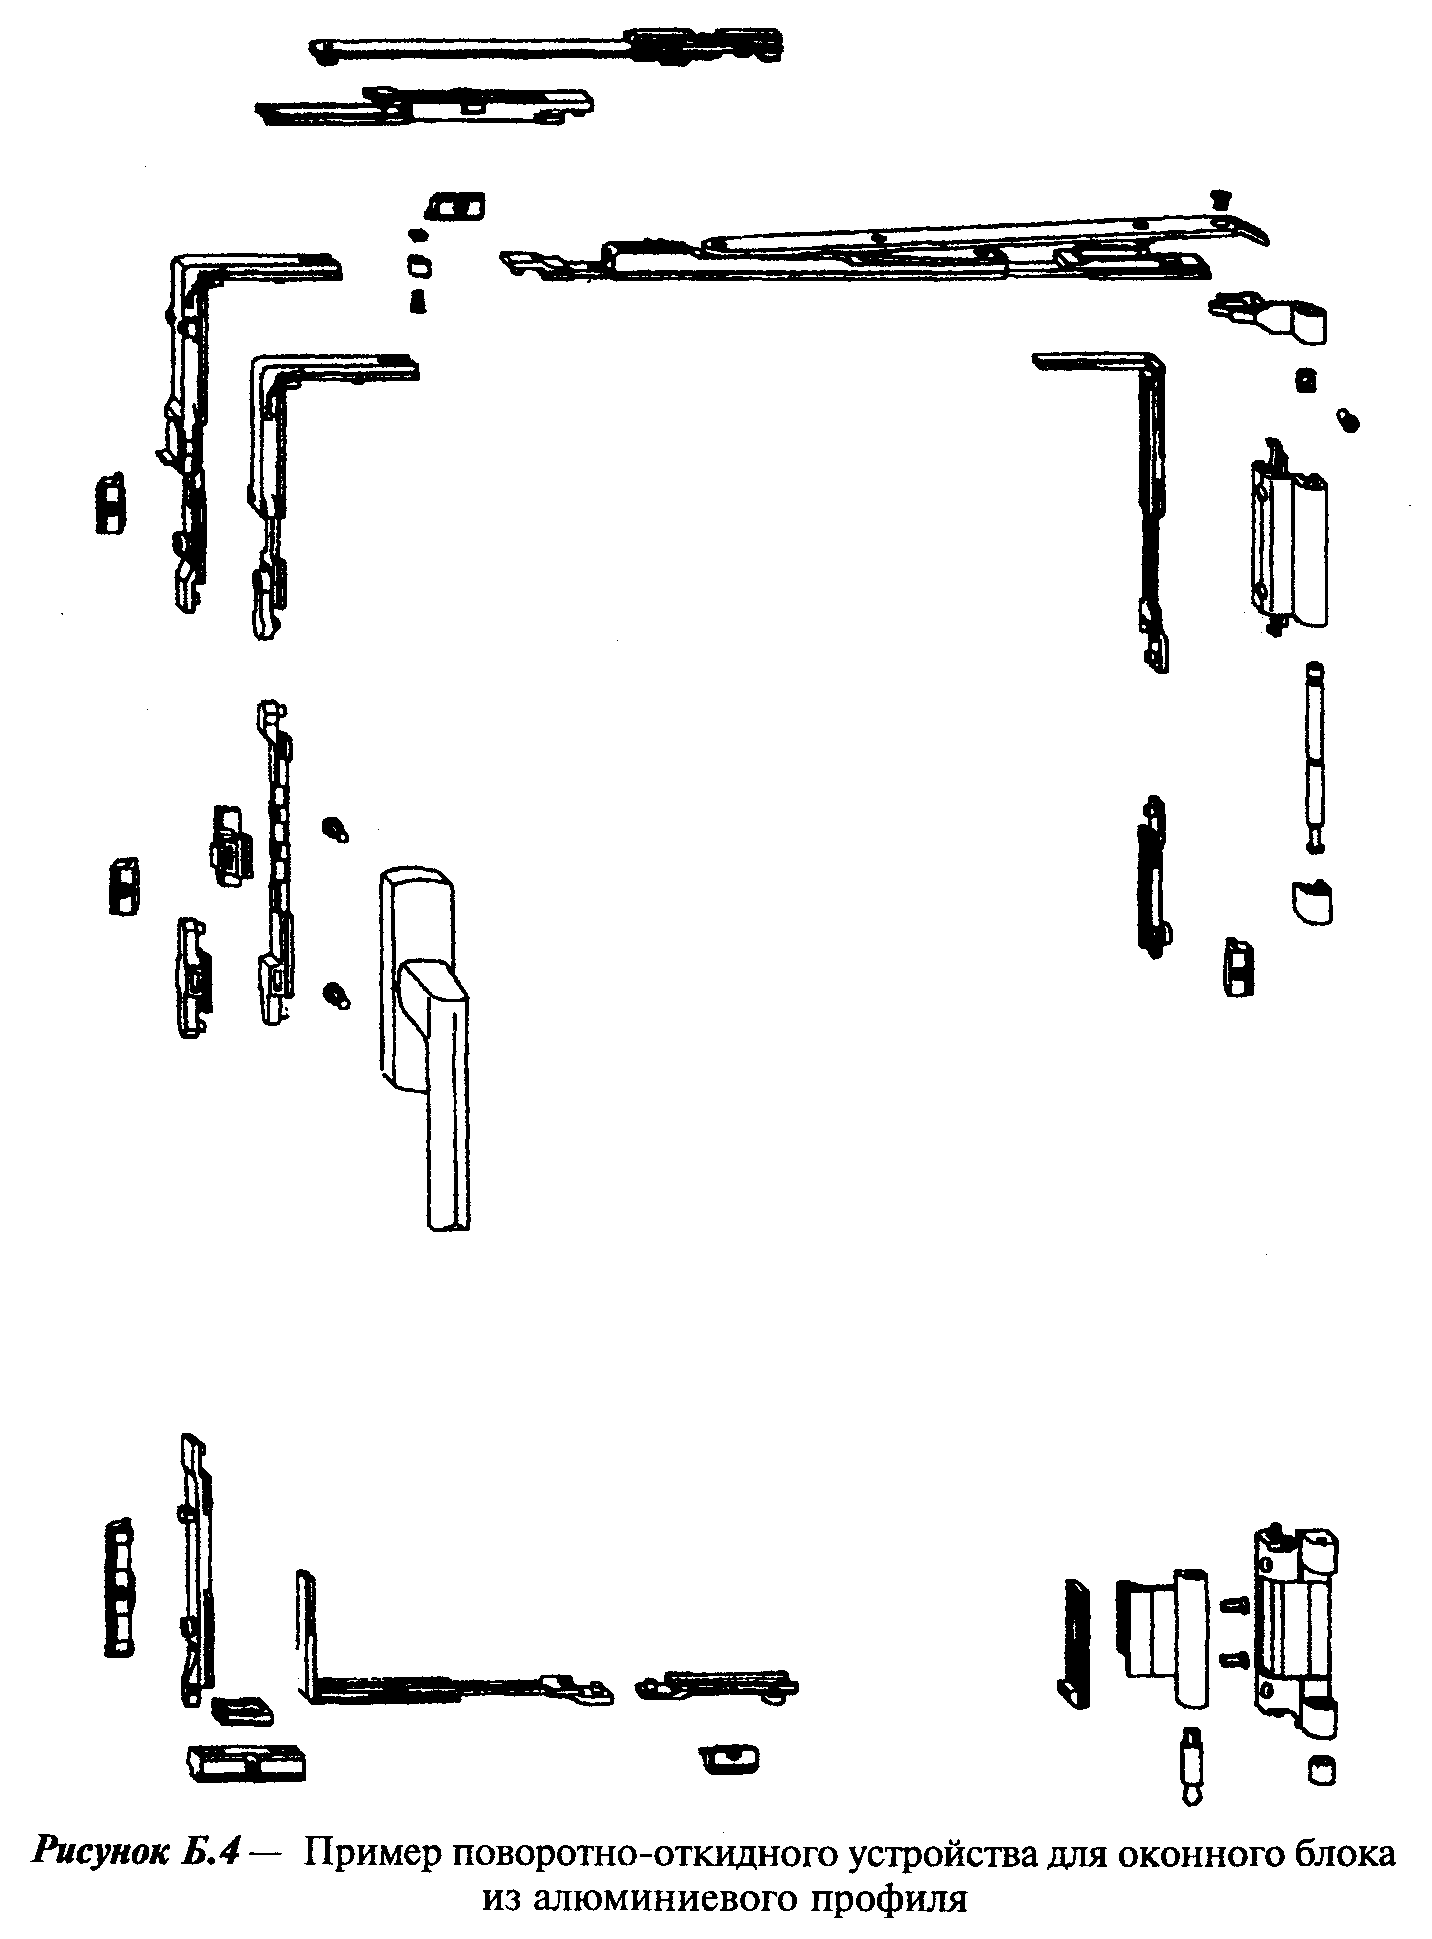 Рисунок Б.4 — Пример поворотно-откидного устройства для оконного блока
из алюминиевого профиля